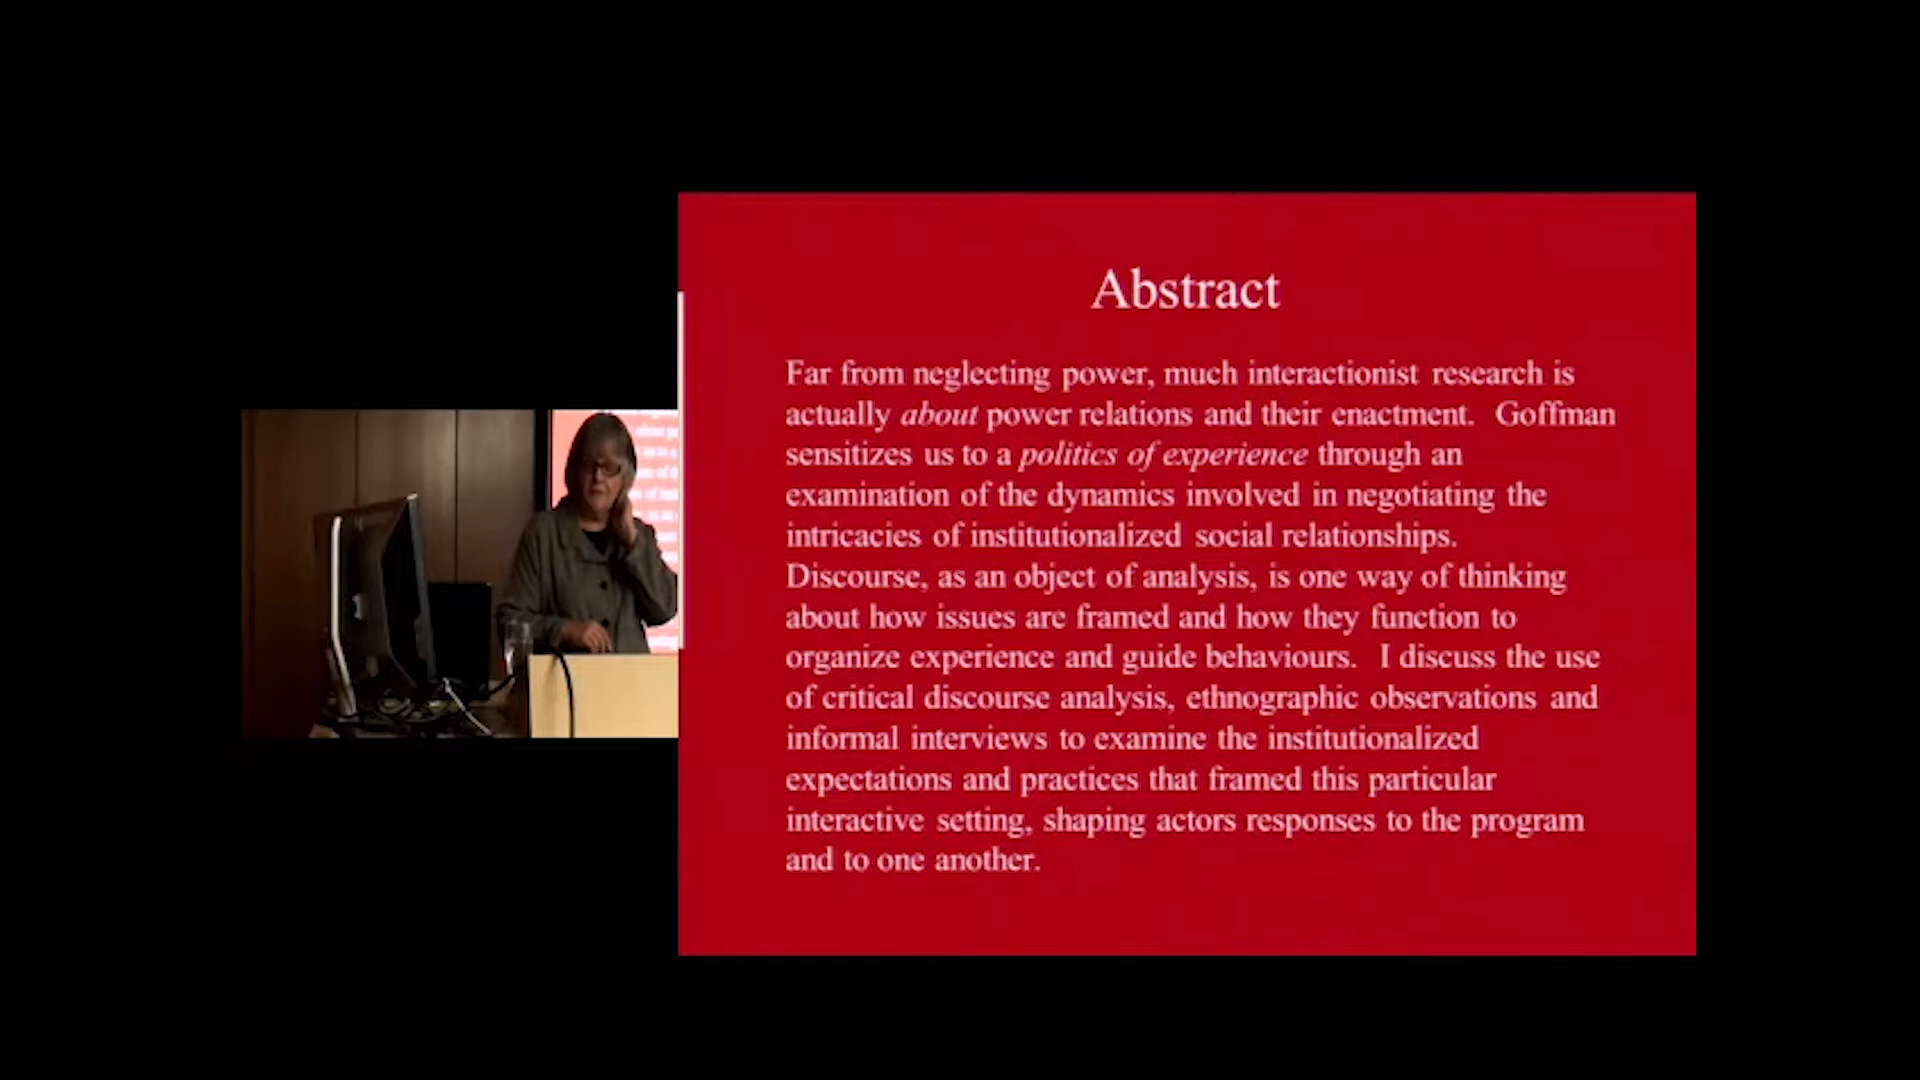 Abstract
Far from neglecting power, much interactionist research is
actually about power relations and their enactment. Goffman
sensitizes us to a politics of experience through an
examination of the dynamics involved in negotiating the
intricacies of institutionalized social relationships.
Discourse, as an object of analysis, is one way of thinking
about how issues are framed and how they function to
organize experience and guide behaviours. I discuss the use
of critical discourse analysis, ethnographic observations and
informal interviews to examine the institutionalized
expectations and practices that framed this particular
interactive setting, shaping actors responses to the program
and to one another.